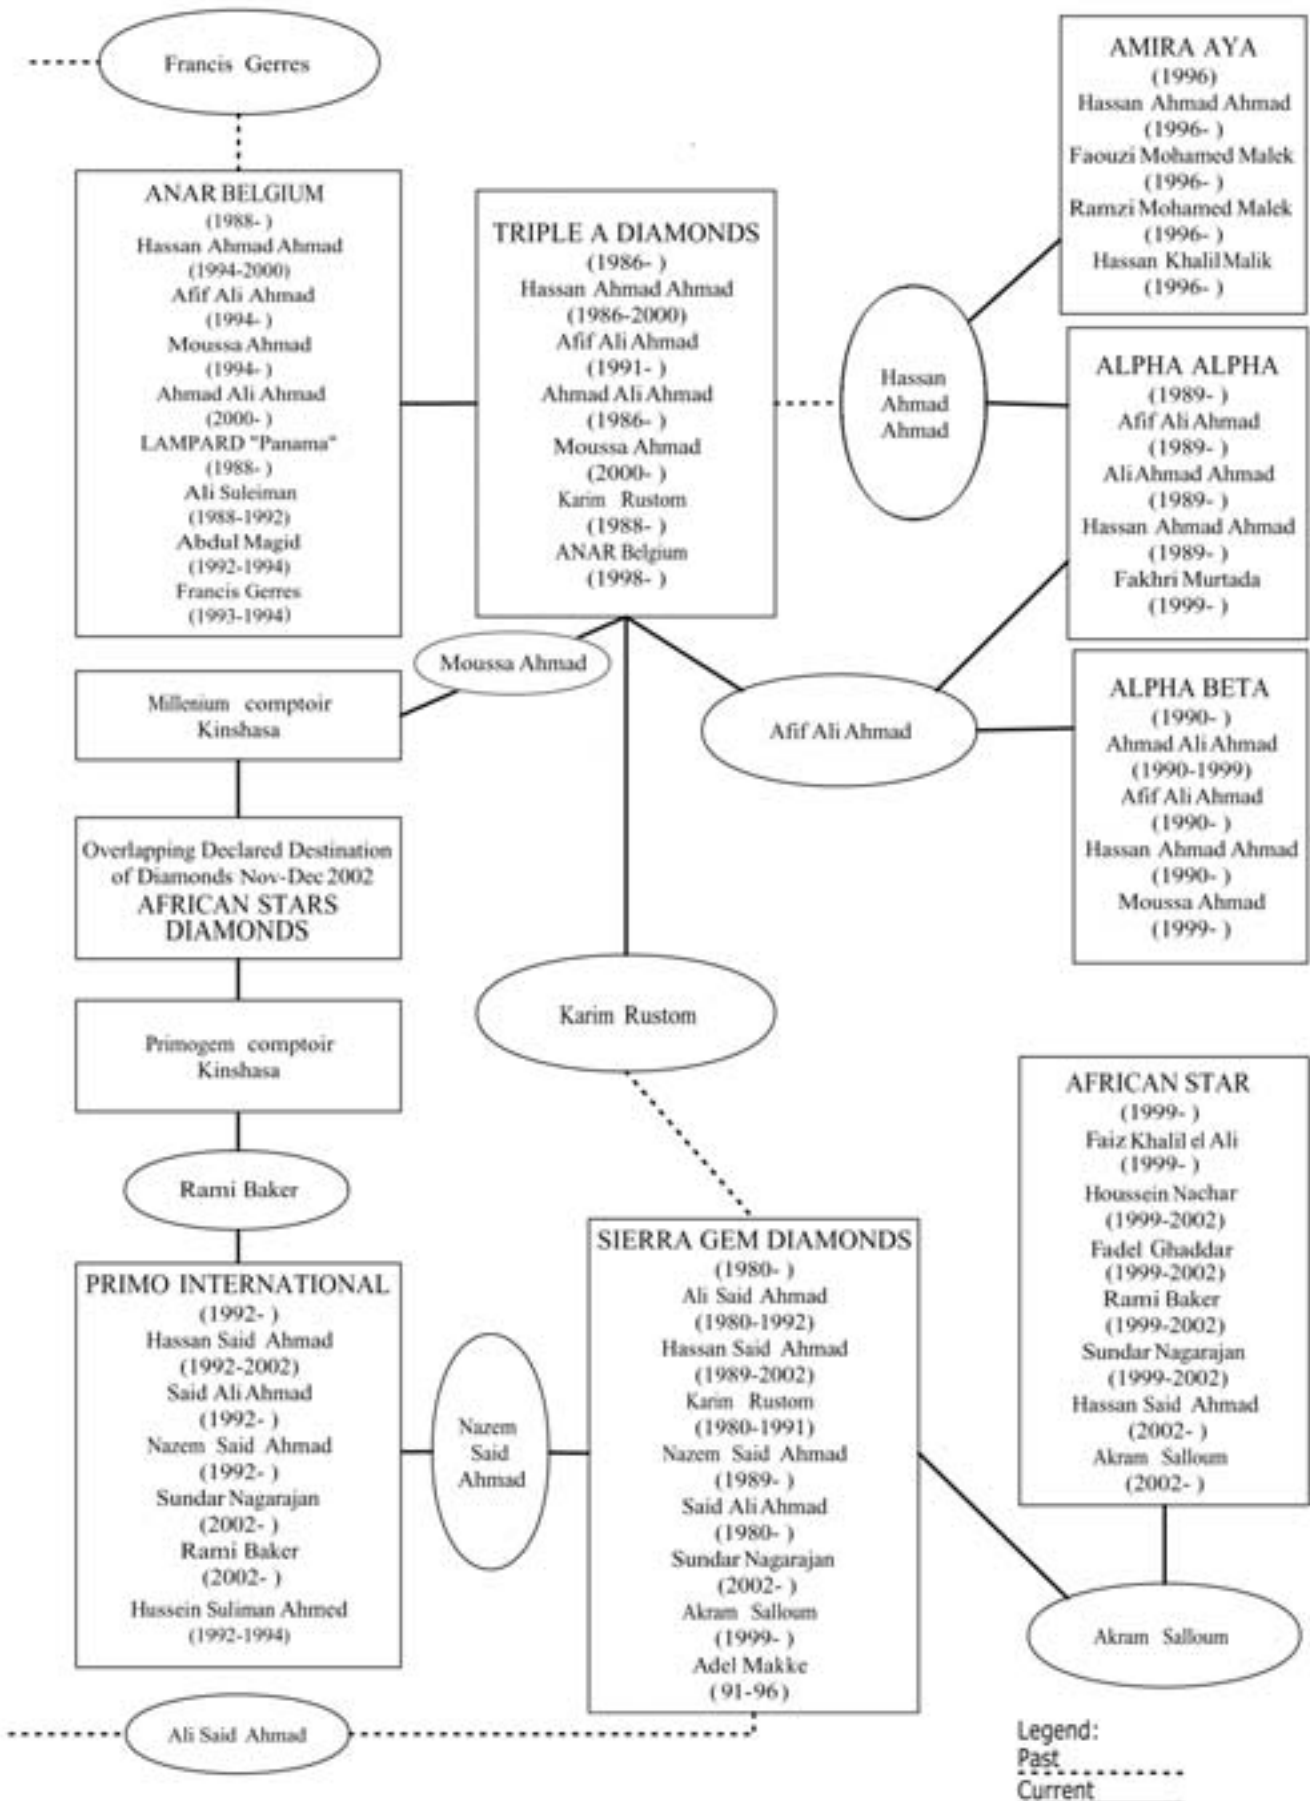 Francis Gerres
ANAR BELGIUM
(1988- )
Hassan Ahmad Ahmad
(1994-2000)
Afif Ali Ahmad
(1994- )
Moussa Ahmad
(1994- )
Ahmad Ali Ahmad
(2000- )
LAMPARD "Panama"
(1988- )
Ali Suleiman
(1988-1992)
Abdul Magid
(1992-1994)
Francis Gerres
(1993-1994)
TRIPLE A DIAMONDS
(1986- )
Hassan Ahmad Ahmad
(1986-2000)
Afif Ali Ahmad
(1991- )
Ahmad Ali Ahmad
(1986- )
Moussa Ahmad
(2000- )
Karim Rustom
(1988- )
ANAR Belgium
(1998- )
Hassan
Ahmad
Ahmad
AMIRA AYA
(1996)
Hassan Ahmad Ahmad
(1996- )
Faouzi Mohamed Malek
(1996- )
Ramzi Mohamed Malek
(1996- )
Hassan Khalil Malik
(1996- )
ALPHA ALPHA
(1989- )
Afif Ali Ahmad
(1989- )
Ali Ahmad Ahmad
(1989- )
Hassan Ahmad Ahmad
(1989- )
Fakhri Murtada
(1999- )
Moussa Ahmad
Afif Ali Ahmad
ALPHA BETA
(1990- )
Ahmad Ali Ahmad
(1990-1999)
Afif Ali Ahmad
(1990- )
Hassan Ahmad Ahmad
(1990- )
Moussa Ahmad
(1999- )
Millenium comptoir
Kinshasa
Overlapping Declared Destination
of Diamonds Nov-Dec 2002
AFRICAN STARS
DIAMONDS
Primogem comptoir
Kinshasa
Karim Rustom
Rami Baker
PRIMO INTERNATIONAL
(1992- )
Hassan Said Ahmad
(1992-2002)
Said Ali Ahmad
(1992- )
Nazem Said Ahmad
(1992- )
Sundar Nagarajan
(2002- )
Rami Baker
(2002- )
Hussein Suliman Ahmed
(1992-1994)
Nazem
Said
Ahmad
SIERRA GEM DIAMONDS
(1980- )
Ali Said Ahmad
(1980-1992)
Hassan Said Ahmad
(1989-2002)
Karim Rustom
(1980-1991)
Nazem Said Ahmad
(1989- )
Said Ali Ahmad
(1980- )
Sundar Nagarajan
(2002- )
Akram Salloum
(1999- )
Adel Makke
(91-96)
AFRICAN STAR
(1999- )
Faiz Khalil el Ali
(1999- )
Houssein Nachar
(1999-2002)
Fadel Ghaddar
(1999-2002)
Rami Baker
(1999-2002)
Sundar Nagarajan
(1999-2002)
Hassan Said Ahmad
(2002- )
Akram Salloum
(2002- )
Akram Salloum
Ali Said Ahmad
Legend:
Past
Current